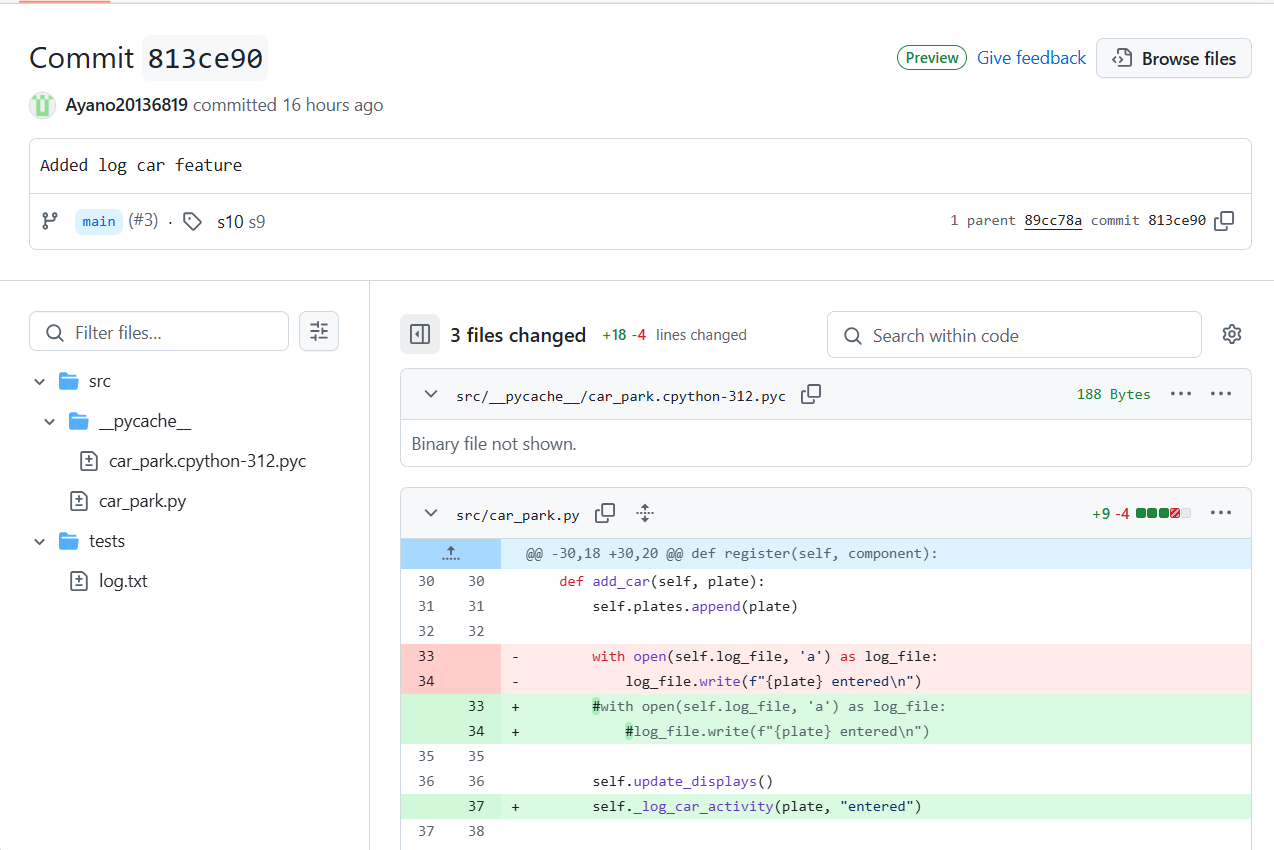 Commit 813ce90
Preview Give feedback Browse files
Ayano20136819 committed 16 hours ago
Added log car feature
main (#3) · s10 s9
1 parent 89cc78a commit 813ce90
Filter files...
src
__pycache__
car_park.cpython-312.pyc
car_park.py
tests
log.txt
3 files changed +18 -4 lines changed
Search within code
src/__pycache__/car_park.cpython-312.pyc 188 Bytes
Binary file not shown.
src/car_park.py +9 -4
@@ -30,18 +30,20 @@ def register(self, component):
30 30 def add_car(self, plate):
31 31 self.plates.append(plate)
32 32
33 - with open(self.log_file, 'a') as log_file:
34 - log_file.write(f"{plate} entered\n")
33 + #with open(self.log_file, 'a') as log_file:
34 + #log_file.write(f"{plate} entered\n")
35 35
36 36 self.update_displays()
37 + self._log_car_activity(plate, "entered")
37 38